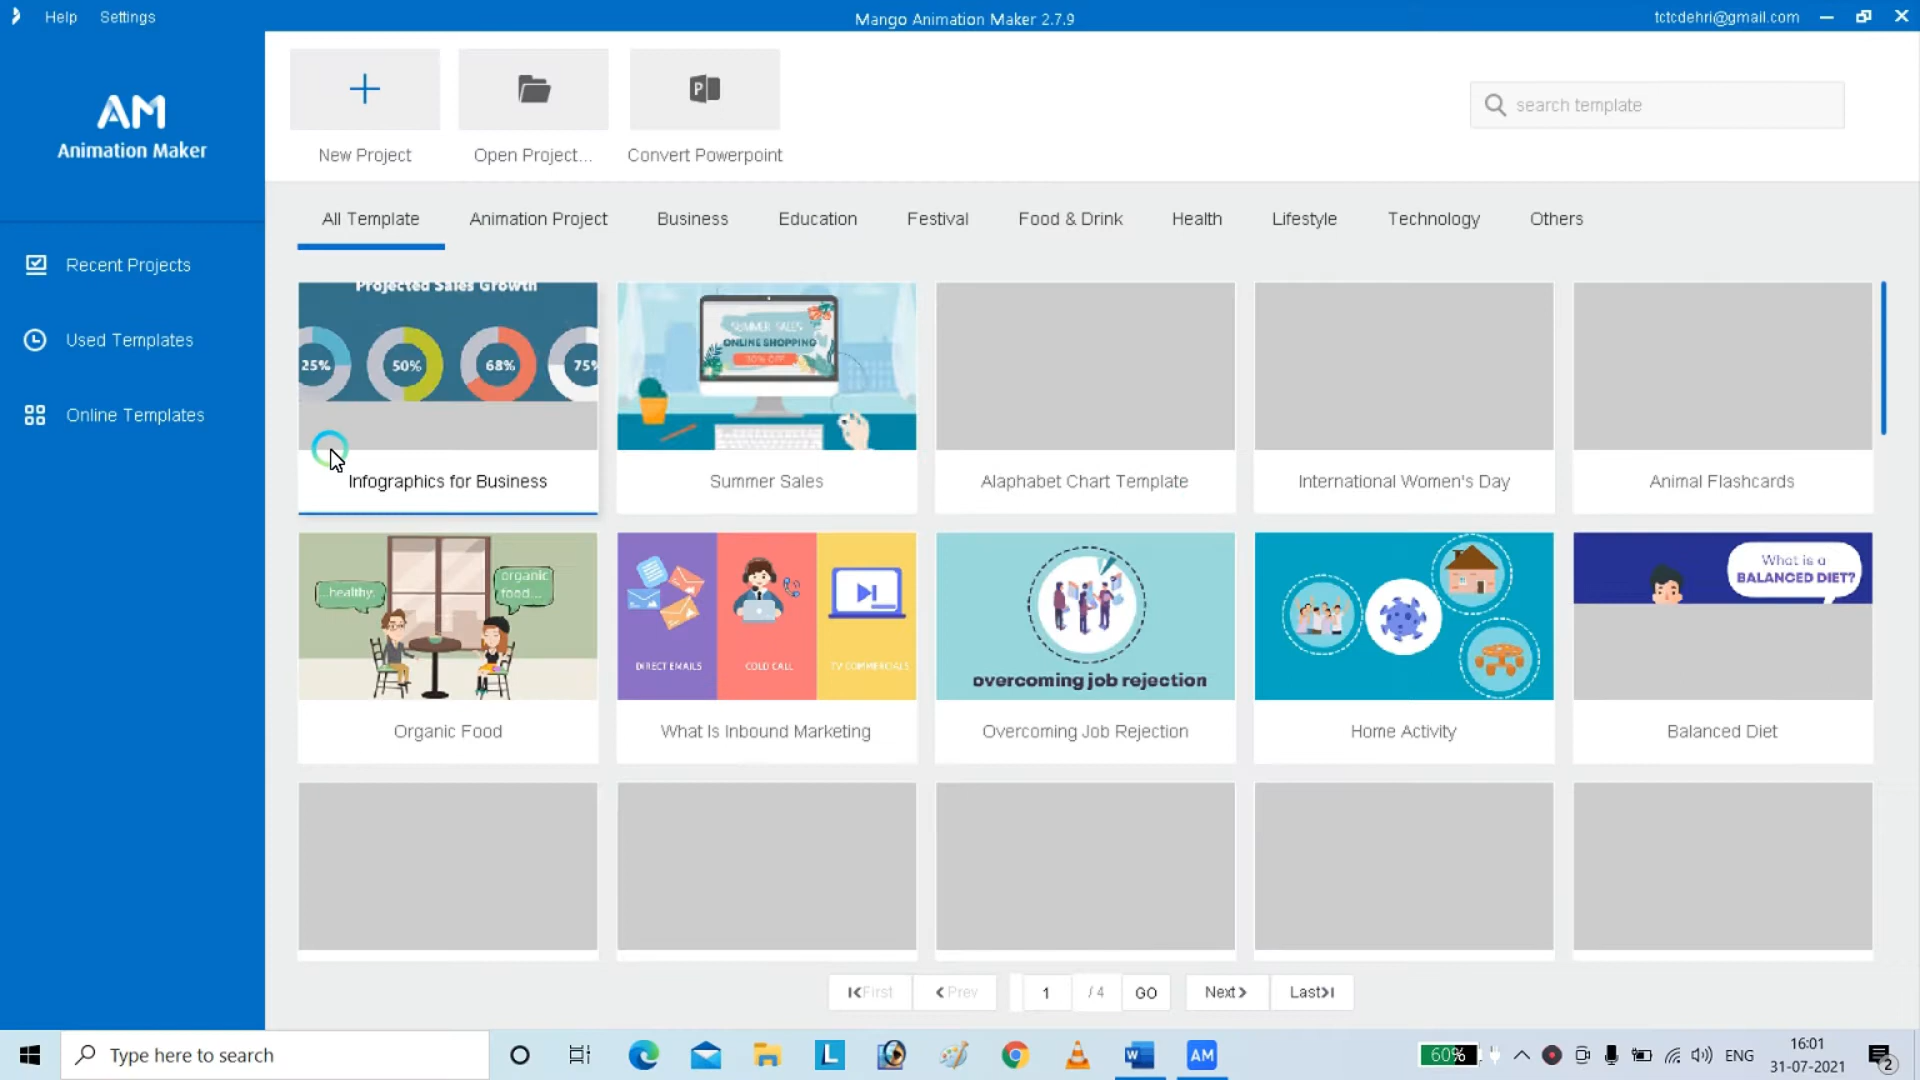 Help Settings
Mango Animation Maker 2.7.9
tctcdehri@gmail.com
AM
Animation Maker
New Project
Open Project...
Convert Powerpoint
search template
All Template Animation Project Business Education Festival Food & Drink Health Lifestyle Technology Others
Recent Projects
Used Templates
Online Templates
Projected Sales Growth
25% 50% 68% 75%
SUMMER SALES
ONLINE SHOPPING
30% OFF
Infographics for Business
Summer Sales
Alaphabet Chart Template
International Women's Day
Animal Flashcards
...healthy.
organic
food...
DIRECT EMAILS
COLD CALL
TV COMMERCIALS
overcoming job rejection
What is a
BALANCED DIET?
Organic Food
What Is Inbound Marketing
Overcoming Job Rejection
Home Activity
Balanced Diet
First Prev 1 / 4 GO Next Last
Type here to search
L
W
AM
60%
ENG
16:01
31-07-2021
2